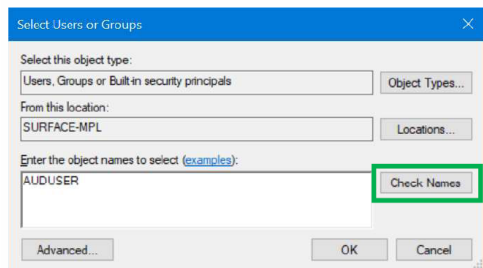 Select Users or Groups
Select this object type:
Users, Groups or Built-in security principals
Object Types...
From this location:
SURFACE-MPL
Locations...
Enter the object names to select (examples):
AUDUSER
Check Names
Advanced...
OK
Cancel